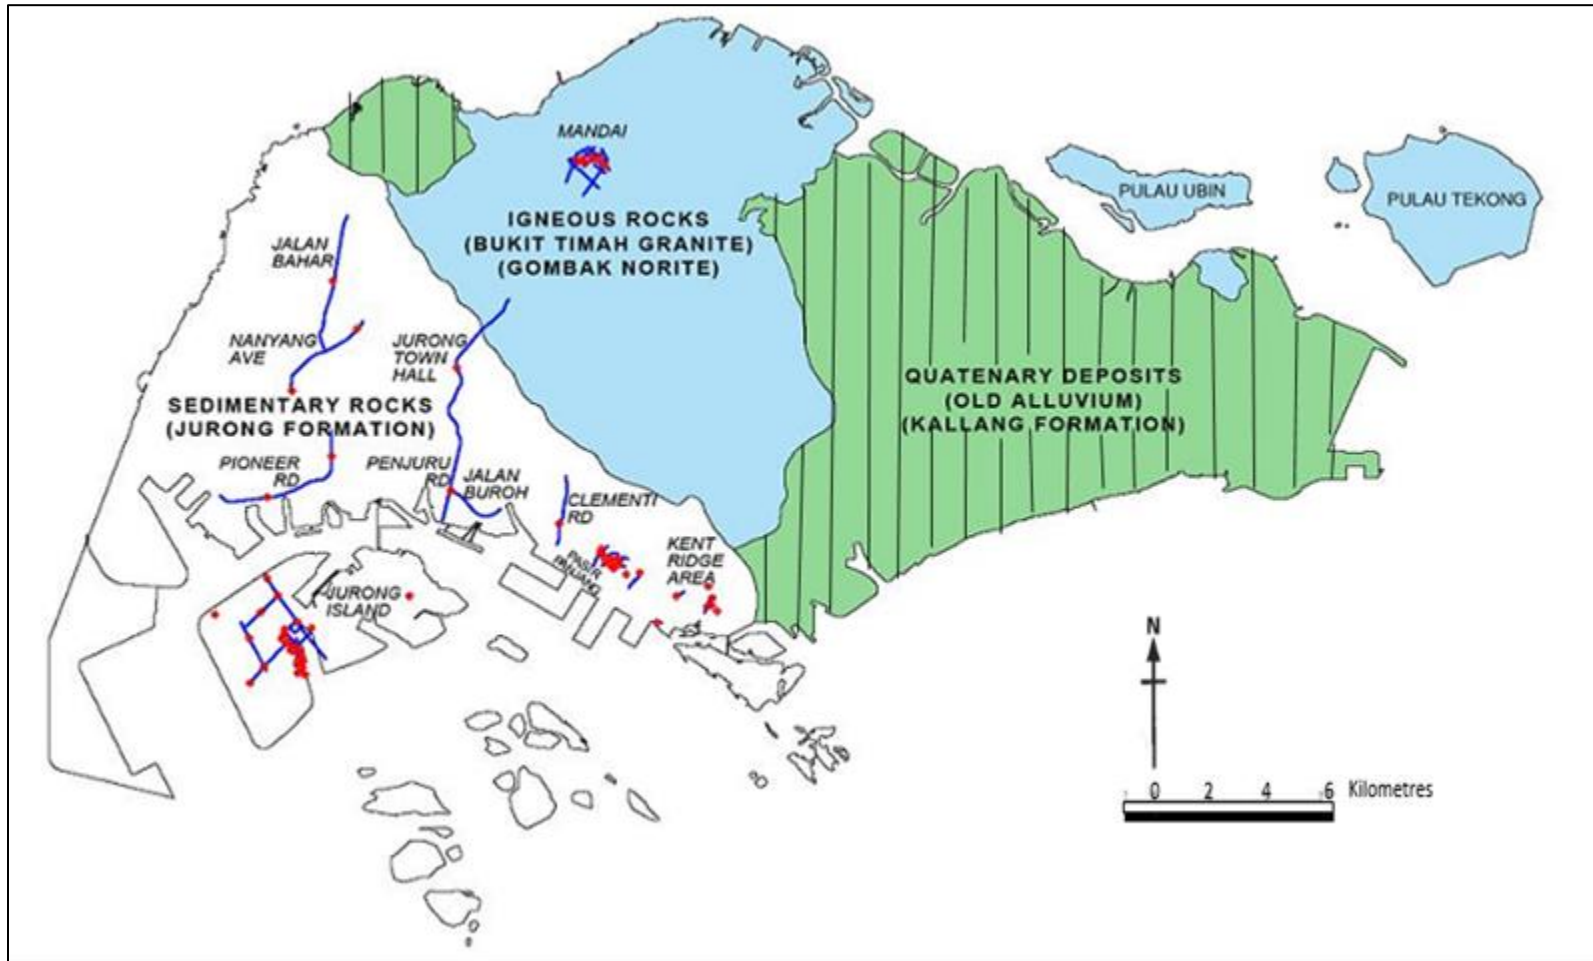 MANDAI
PULAU UBIN
PULAU TEKONG
IGNEOUS ROCKS
(BUKIT TIMAH GRANITE)
(GOMBAK NORITE)
JALAN
BAHAR
NANYANG
AVE
JURONG
TOWN
HALL
QUATENARY DEPOSITS
(OLD ALLUVIUM)
(KALLANG FORMATION)
SEDIMENTARY ROCKS
(JURONG FORMATION)
PIONEER
RD
PENJURU
RD
JALAN
BUROH
CLEMENTI
RD
PASIR
PANJANG
KENT
RIDGE
AREA
JURONG
ISLAND
N
0 2 4 6 Kilometres